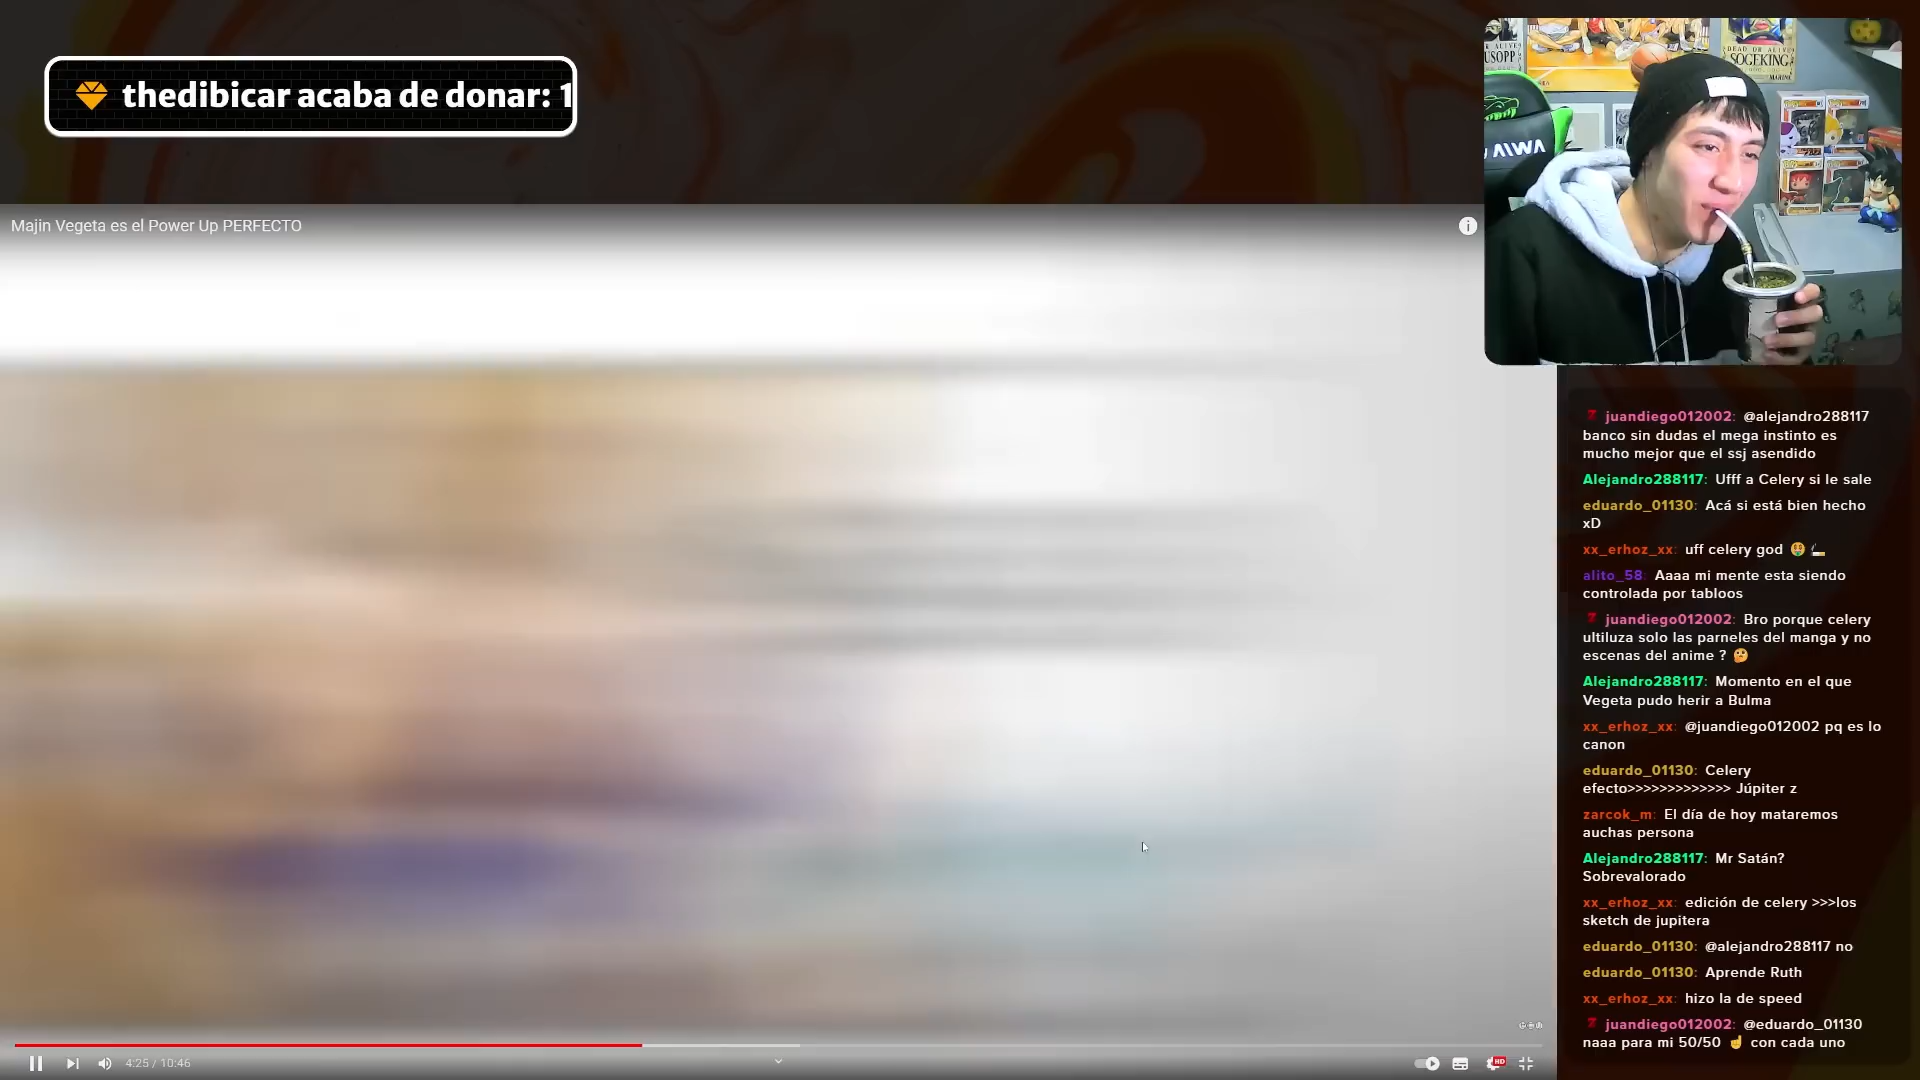 thedibicar acaba de donar: 1
Majin Vegeta es el Power Up PERFECTO
USOPP
DEAD OR ALIVE
SOGEKING
MARINE
AIWA
juandiego012002: @alejandro288117
banco sin dudas el mega instinto es
mucho mejor que el ssj asendido
Alejandro288117: Ufff a Celery si le sale
eduardo_01130: Acá si está bien hecho
xD
xx_erhoz_xx: uff celery god 🤑 🚬
alito_58: Aaaa mi mente esta siendo
controlada por tabloos
juandiego012002: Bro porque celery
ultiluza solo las parneles del manga y no
escenas del anime ? 🤔
Alejandro288117: Momento en el que
Vegeta pudo herir a Bulma
xx_erhoz_xx: @juandiego012002 pq es lo
canon
eduardo_01130: Celery
efecto>>>>>>>>>>>>> Júpiter z
zarcok_m: El día de hoy mataremos
auchas persona
Alejandro288117: Mr Satán?
Sobrevalorado
xx_erhoz_xx: edición de celery >>>los
sketch de jupitera
eduardo_01130: @alejandro288117 no
eduardo_01130: Aprende Ruth
xx_erhoz_xx: hizo la de speed
juandiego012002: @eduardo_01130
naaa para mi 50/50 ☝ con cada uno
4:25 / 10:46
HD